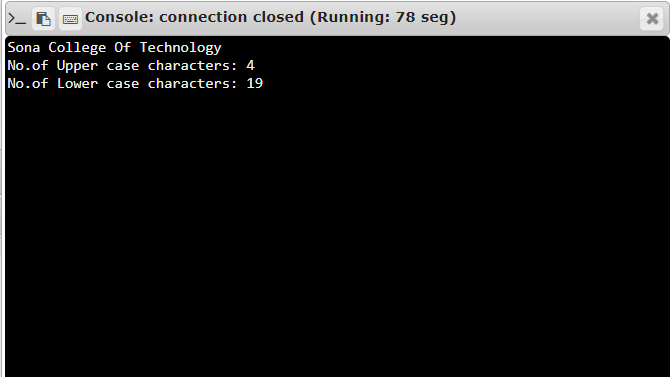 >_ Console: connection closed (Running: 78 seg)
Sona College Of Technology
No.of Upper case characters: 4
No.of Lower case characters: 19